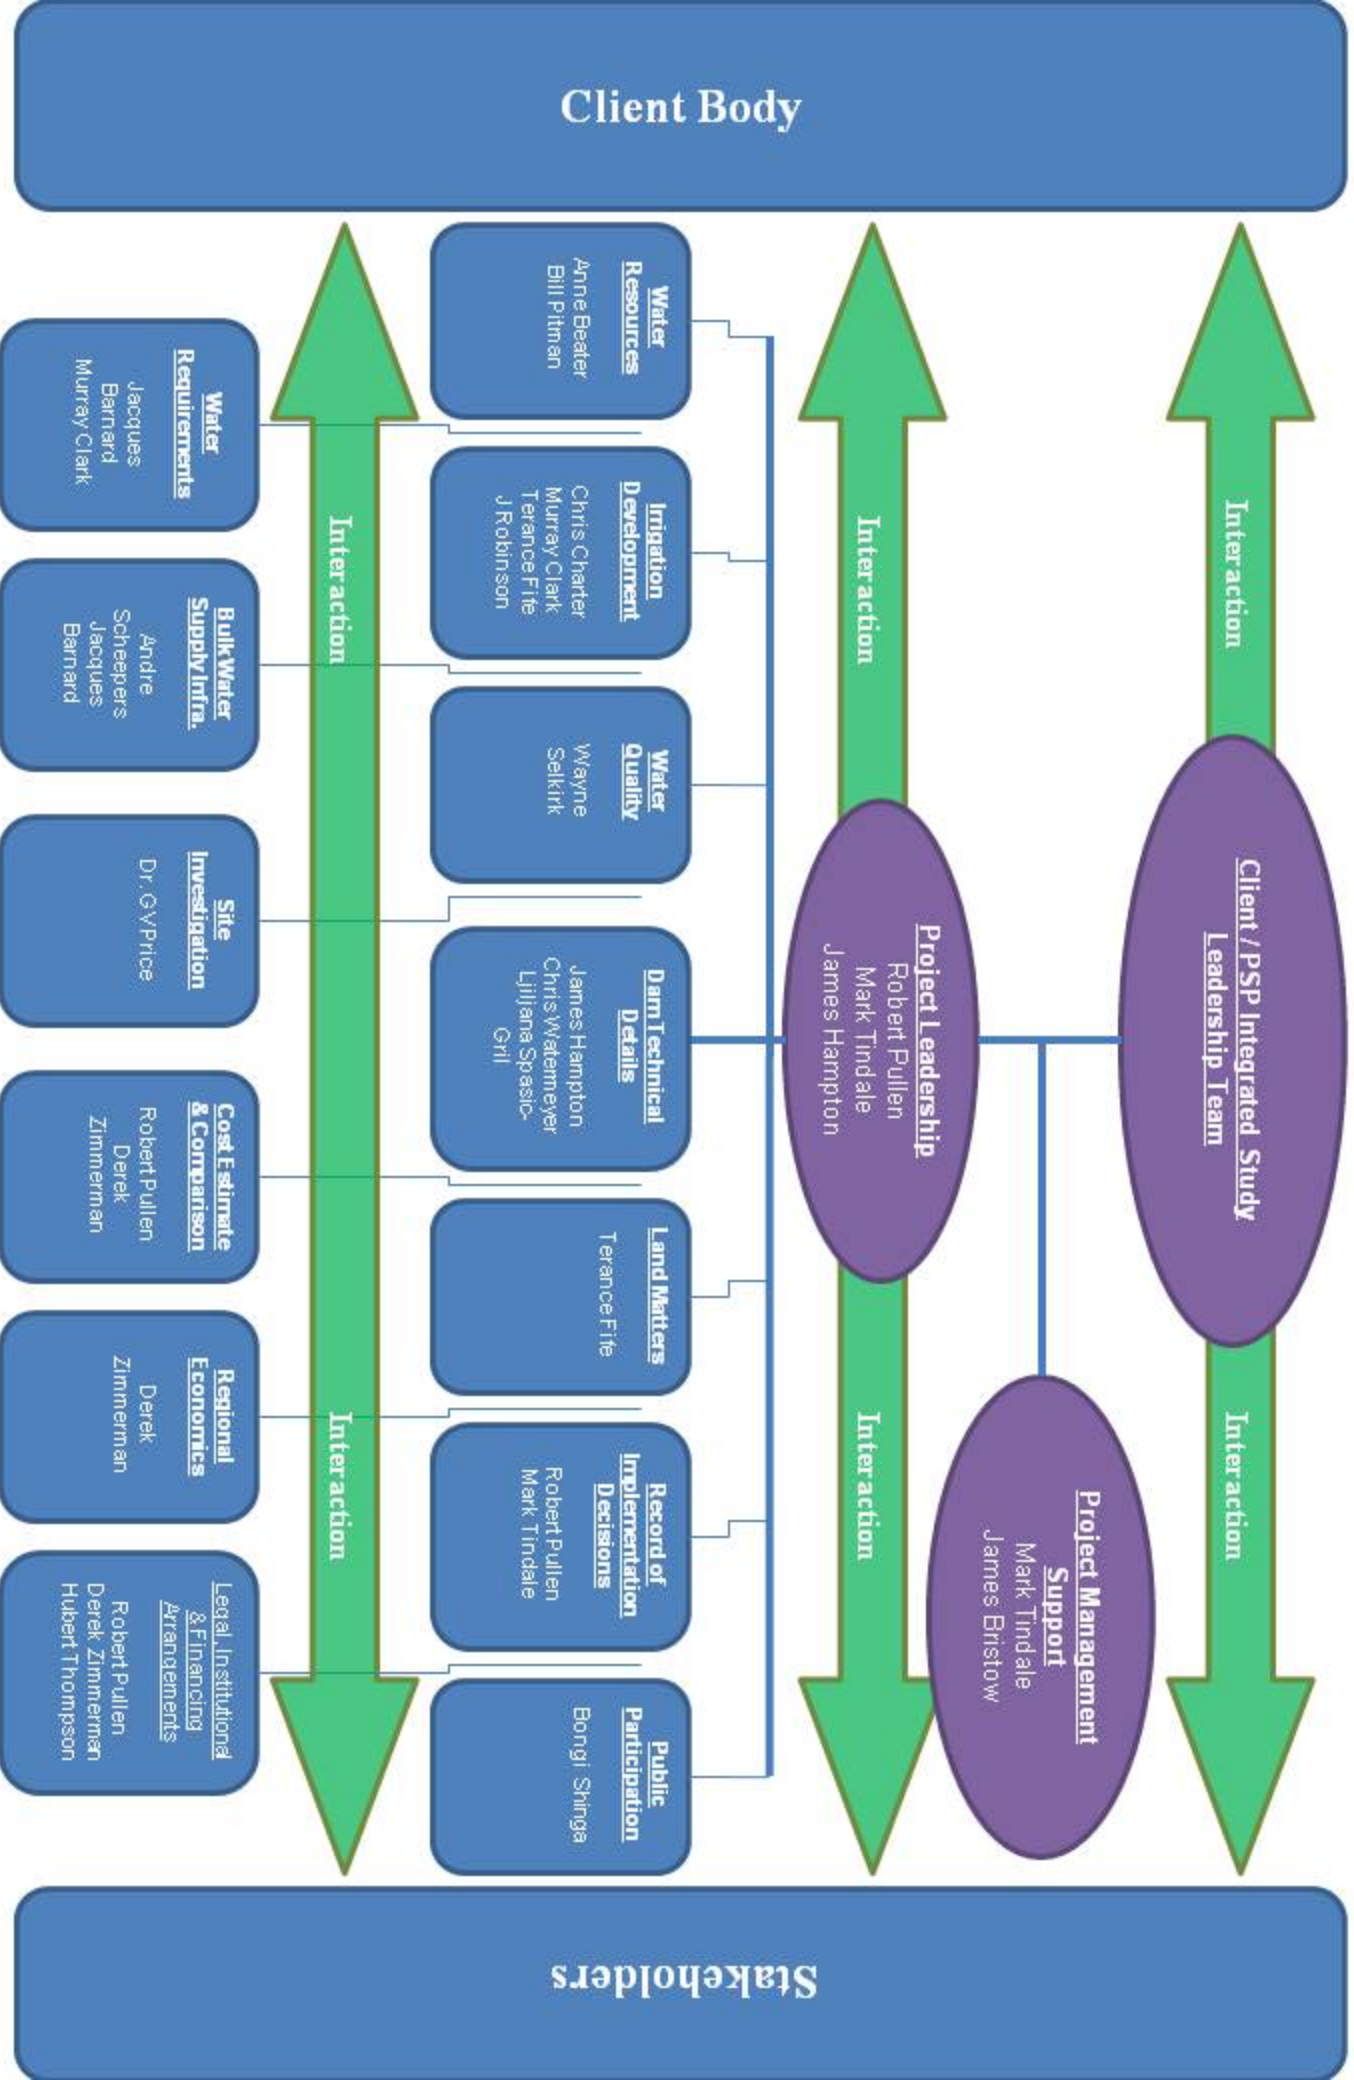 Client Body
Interaction
Client / PSP Integrated Study
Leadership Team
Interaction
Project Management
Support
Mark Tindale
James Bristow
Interaction
Project Leadership
Robert Pullen
Mark Tindale
James Hampton
Interaction
Water
Resources
Anne Beater
Bill Pitman
Irrigation
Development
Chris Charter
Murray Clark
Terance Fife
J Robinson
Water
Quality
Wayne
Selkirk
Dam Technical
Details
James Hampton
Chris Watermeyer
Ljiljana Spasic-
Gril
Land Matters
Terance Fife
Record of
Implementation
Decisions
Robert Pullen
Mark Tindale
Public
Participation
Bongi Shinga
Interaction
Interaction
Water
Requirements
Jacques
Barnard
Murray Clark
Bulk Water
Supply Infra.
Andre
Scheepers
Jacques
Barnard
Site
Investigation
Dr. GV Price
Cost Estimate
& Comparison
Robert Pullen
Derek
Zimmerman
Regional
Economics
Derek
Zimmerman
Legal, Institutional
& Financing
Arrangements
Robert Pullen
Derek Zimmerman
Hubert Thompson
Stakeholders